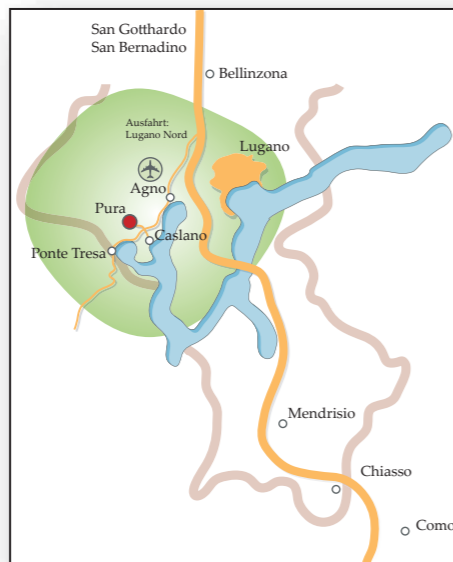 San Gotthardo
San Bernadino
Bellinzona
Ausfahrt:
Lugano Nord
Lugano
Agno
Pura
Caslano
Ponte Tresa
Mendrisio
Chiasso
Como